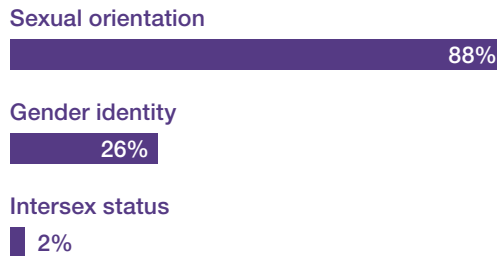 Sexual orientation
88%
Gender identity
26%
Intersex status
2%